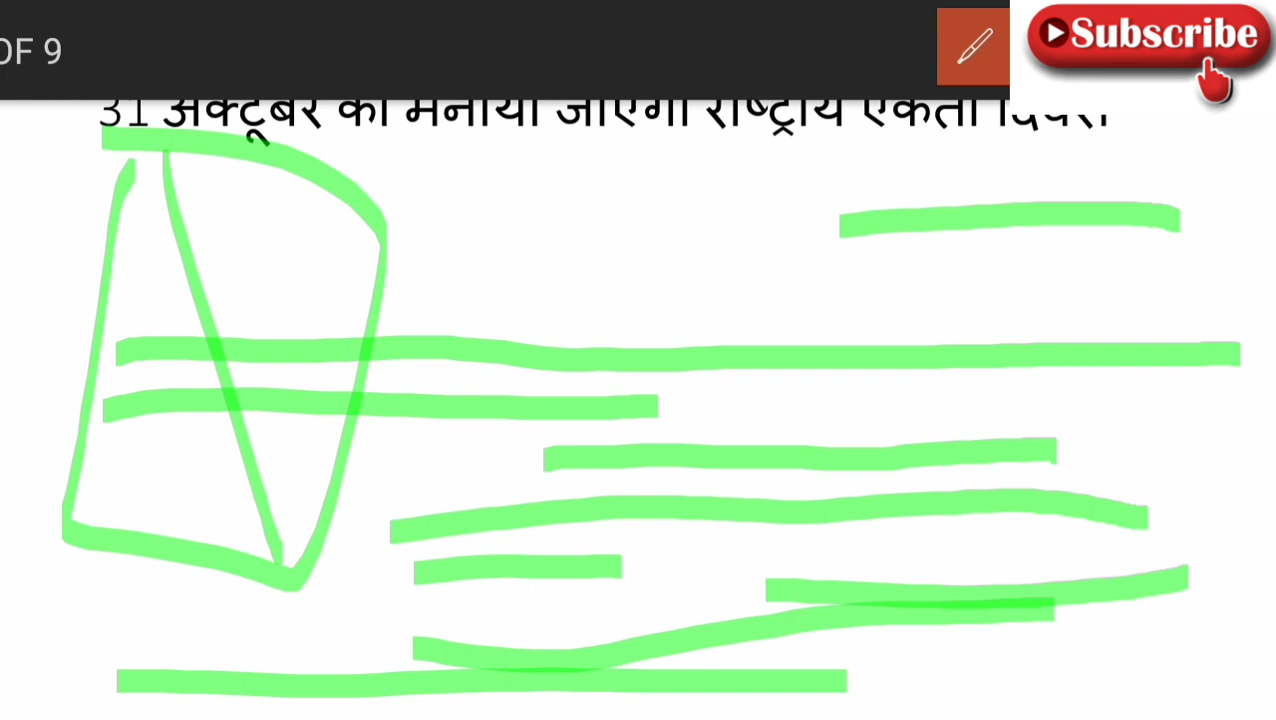 OF 9
Subscribe
31 अक्टूबर को मनाया जाएगा राष्ट्रीय एकता दिवस